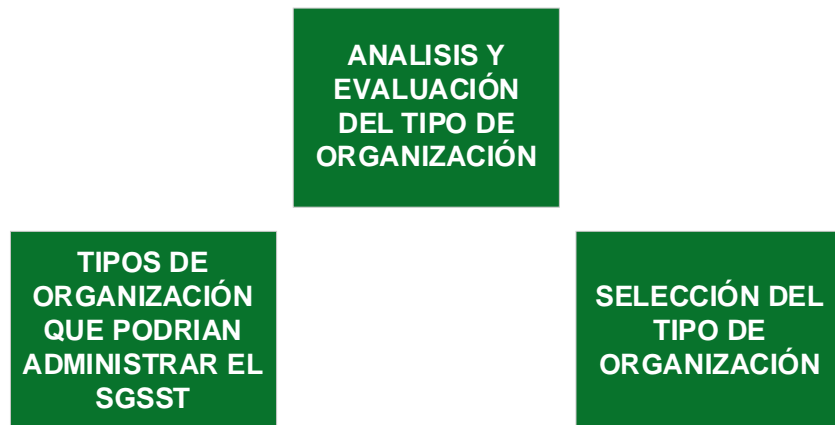 ANALISIS Y
EVALUACIÓN
DEL TIPO DE
ORGANIZACIÓN
TIPOS DE
ORGANIZACIÓN
QUE PODRIAN
ADMINISTRAR EL
SGSST
SELECCIÓN DEL
TIPO DE
ORGANIZACIÓN